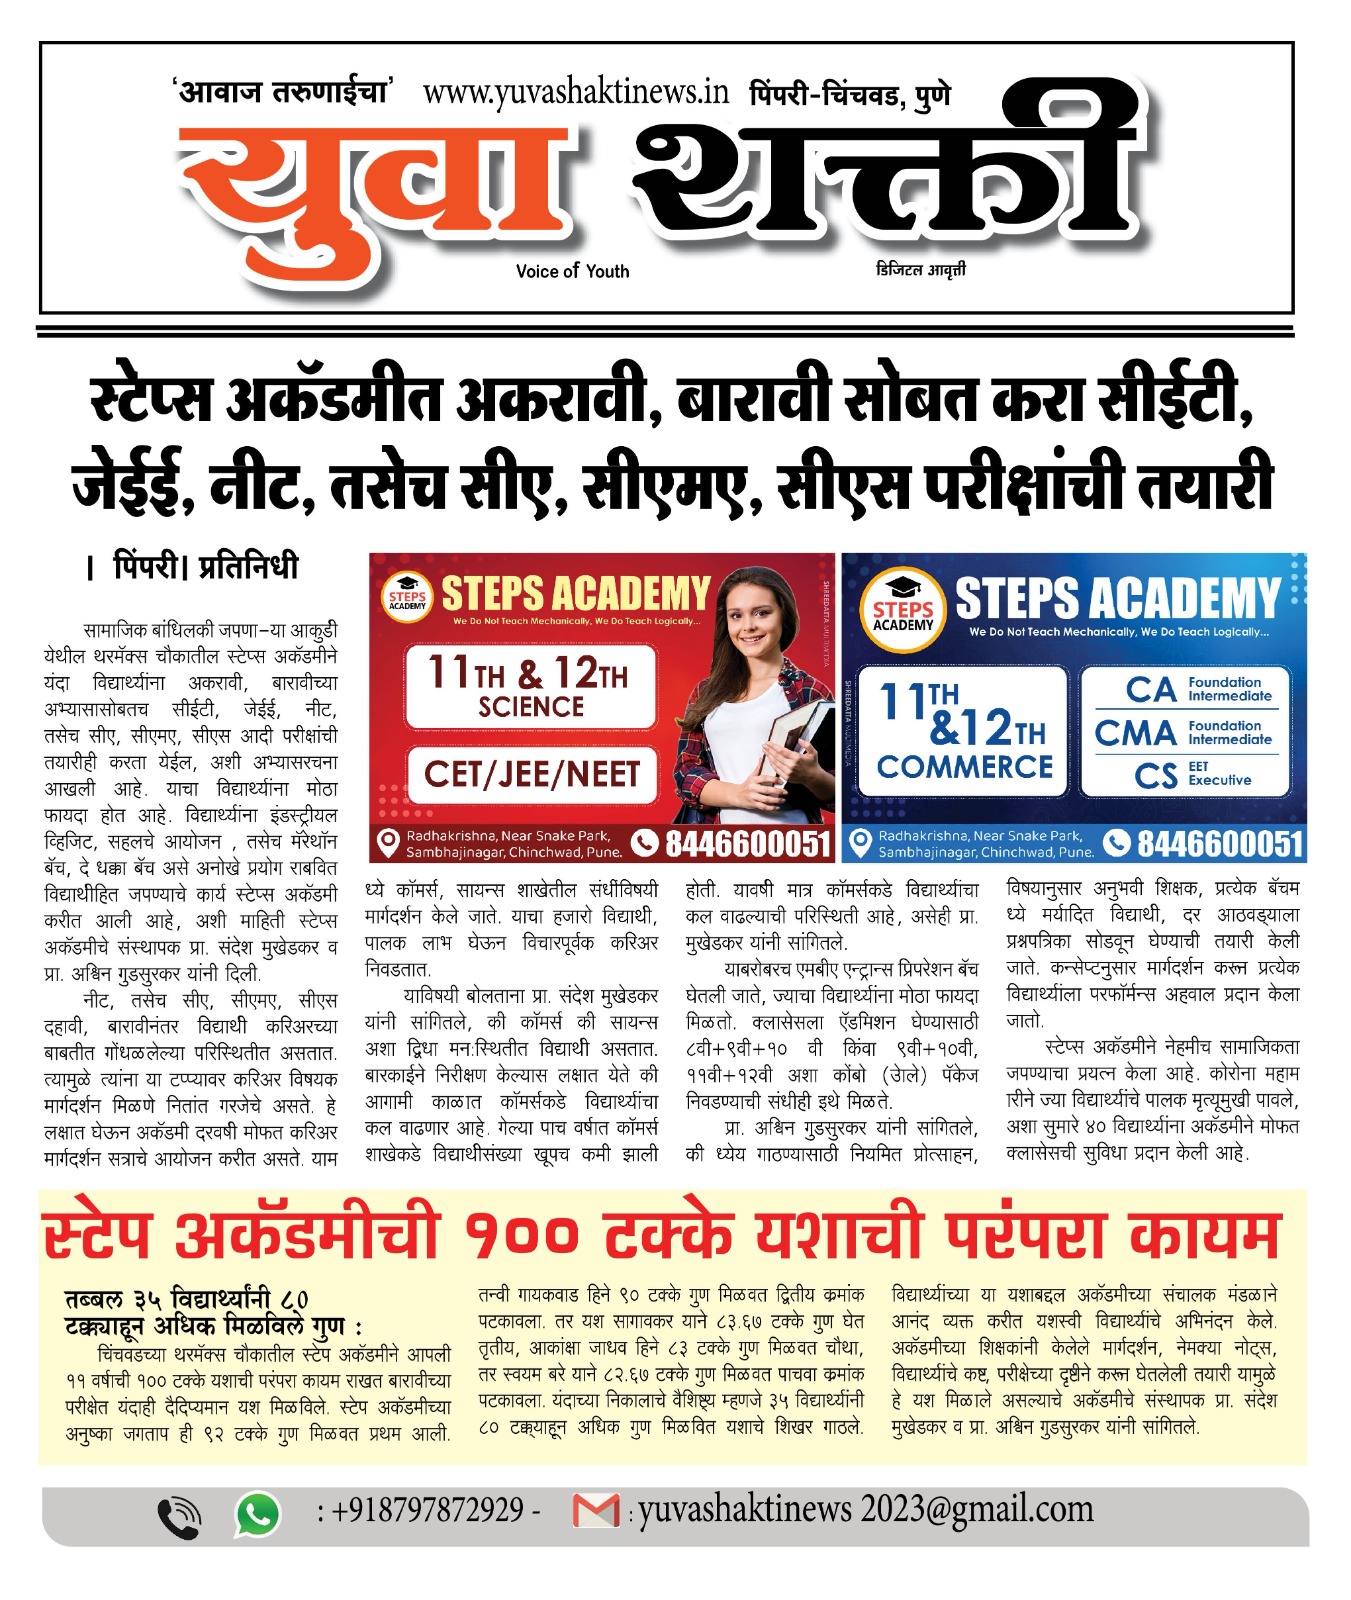 ‘आवाज तरुणाईचा’ www.yuvashaktinews.in पिंपरी-चिंचवड, पुणे
युवा शक्ती
Voice of Youth डिजिटल आवृत्ती
स्टेप्स अकॅडमीत अकरावी, बारावी सोबत करा सीईटी,
जेईई, नीट, तसेच सीए, सीएमए, सीएस परीक्षांची तयारी
। पिंपरी। प्रतिनिधी
सामाजिक बांधिलकी जपणा-या आकुर्डी
येथील थरमॅक्स चौकातील स्टेप्स अकॅडमीने
यंदा विद्यार्थ्यांना अकरावी, बारावीच्या
अभ्यासासोबतच सीईटी, जेईई, नीट,
तसेच सीए, सीएमए, सीएस आदी परीक्षांची
तयारीही करता येईल, अशी अभ्यासरचना
आखली आहे. याचा विद्यार्थ्यांना मोठा
फायदा होत आहे. विद्यार्थ्यांना इंडस्ट्रीयल
व्हिजिट, सहलचे आयोजन , तसेच मॅरेथॉन
बॅच, दे धक्का बॅच असे अनोखे प्रयोग राबवित
विद्यार्थीहित जपण्याचे कार्य स्टेप्स अकॅडमी
करीत आली आहे, अशी माहिती स्टेप्स
अकॅडमीचे संस्थापक प्रा. संदेश मुखेडकर व
प्रा. अश्विन गुडसुरकर यांनी दिली.
नीट, तसेच सीए, सीएमए, सीएस
दहावी, बारावीनंतर विद्यार्थी करिअरच्या
बाबतीत गोंधळलेल्या परिस्थितीत असतात.
त्यामुळे त्यांना या टप्प्यावर करिअर विषयक
मार्गदर्शन मिळणे नितांत गरजेचे असते. हे
लक्षात घेऊन अकॅडमी दरवर्षी मोफत करिअर
मार्गदर्शन सत्राचे आयोजन करीत असते. याम
STEPS
ACADEMY
STEPS ACADEMY
We Do Not Teach Mechanically, We Do Teach Logically...
11TH & 12TH
SCIENCE
CET/JEE/NEET
SHREEDATTA MULTIMEDIA
Radhakrishna, Near Snake Park,
Sambhajinagar, Chinchwad, Pune.
8446600051
STEPS
ACADEMY
STEPS ACADEMY
We Do Not Teach Mechanically, We Do Teach Logically...
11TH
&12TH
COMMERCE
CA Foundation
Intermediate
CMA Foundation
Intermediate
CS EET
Executive
SHREEDATTA MULTIMEDIA
Radhakrishna, Near Snake Park,
Sambhajinagar, Chinchwad, Pune.
8446600051
ध्ये कॉमर्स, सायन्स शाखेतील संधींविषयी
मार्गदर्शन केले जाते. याचा हजारो विद्यार्थी,
पालक लाभ घेऊन विचारपूर्वक करिअर
निवडतात.
याविषयी बोलताना प्रा. संदेश मुखेडकर
यांनी सांगितले, की कॉमर्स की सायन्स
अशा द्विधा मन:स्थितीत विद्यार्थी असतात.
बारकाईने निरीक्षण केल्यास लक्षात येते की
आगामी काळात कॉमर्सकडे विद्यार्थ्यांचा
कल वाढणार आहे. गेल्या पाच वर्षात कॉमर्स
शाखेकडे विद्यार्थीसंख्या खूपच कमी झाली
होती. यावर्षी मात्र कॉमर्सकडे विद्यार्थ्यांचा
कल वाढल्याची परिस्थिती आहे, असेही प्रा.
मुखेडकर यांनी सांगितले.
याबरोबरच एमबीए एन्ट्रान्स प्रिपरेशन बॅच
घेतली जाते, ज्याचा विद्यार्थ्यांना मोठा फायदा
मिळतो. क्लासेसला ऍडमिशन घेण्यासाठी
८वी+९वी+१० वी किंवा ९वी+१०वी,
११वी+१२वी अशा कोंबो पॅकेज
निवडण्याची संधीही इथे मिळते.
प्रा. अश्विन गुडसुरकर यांनी सांगितले,
की ध्येय गाठण्यासाठी नियमित प्रोत्साहन,
विषयानुसार अनुभवी शिक्षक, प्रत्येक बॅचम
ध्ये मर्यादित विद्यार्थी, दर आठवड्याला
प्रश्नपत्रिका सोडवून घेण्याची तयारी केली
जाते. कन्सेप्टनुसार मार्गदर्शन करून प्रत्येक
विद्यार्थ्यांला परफॉर्मन्स अहवाल प्रदान केला
जातो.
स्टेप्स अकॅडमीने नेहमीच सामाजिकता
जपण्याचा प्रयत्न केला आहे. कोरोना महाम
ारीने ज्या विद्यार्थ्यांचे पालक मृत्यूमुखी पावले,
अशा सुमारे ४० विद्यार्थ्यांना अकॅडमीने मोफत
क्लासेसची सुविधा प्रदान केली आहे.
स्टेप अकॅडमीची १०० टक्के यशाची परंपरा कायम
तब्बल ३५ विद्यार्थ्यांनी ८०
टक्क्याहून अधिक मिळविले गुण :
चिंचवडच्या थरमॅक्स चौकातील स्टेप अकॅडमीने आपली
११ वर्षाची १०० टक्के यशाची परंपरा कायम राखत बारावीच्या
परीक्षेत यंदाही दैदिप्यमान यश मिळविले. स्टेप अकॅडमीच्या
अनुष्का जगताप ही ९२ टक्के गुण मिळवत प्रथम आली.
तन्वी गायकवाड हिने ९० टक्के गुण मिळवत द्वितीय क्रमांक
पटकावला. तर यश सागावकर याने ८३.६७ टक्के गुण घेत
तृतीय, आकांक्षा जाधव हिने ८३ टक्के गुण मिळवत चौथा,
तर स्वयम बरे याने ८२.६७ टक्के गुण मिळवत पाचवा क्रमांक
पटकावला. यंदाच्या निकालाचे वैशिष्ट्य म्हणजे ३५ विद्यार्थ्यांनी
८० टक्क्याहून अधिक गुण मिळवित यशाचे शिखर गाठले.
विद्यार्थ्यांच्या या यशाबद्दल अकॅडमीच्या संचालक मंडळाने
आनंद व्यक्त करीत यशस्वी विद्यार्थ्यांचे अभिनंदन केले.
अकॅडमीच्या शिक्षकांनी केलेले मार्गदर्शन, नेमक्या नोट्स,
विद्यार्थ्यांचे कष्ट, परीक्षेच्या दृष्टीने करून घेतलेली तयारी यामुळे
हे यश मिळाले असल्याचे अकॅडमीचे संस्थापक प्रा. संदेश
मुखेडकर व प्रा. अश्विन गुडसुरकर यांनी सांगितले.
: +918797872929 - : yuvashaktinews 2023@gmail.com